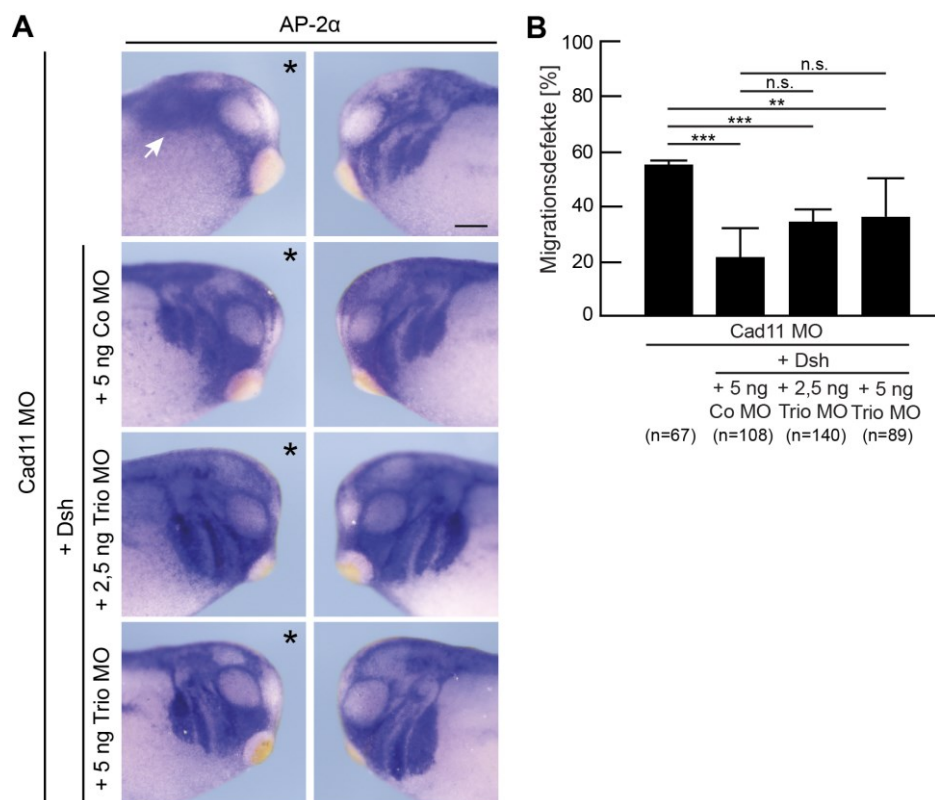 A
AP-2α
*
*
*
*
Cad11 MO
+ Dsh
+ 5 ng Co MO
+ 2,5 ng Trio MO
+ 5 ng Trio MO
B
Migrationsdefekte [%]
100
80
60
40
20
0
n.s.
n.s.
**
***
***
Cad11 MO
+ Dsh
+ 5 ng + 2,5 ng + 5 ng
Co MO Trio MO Trio MO
(n=67) (n=108) (n=140) (n=89)